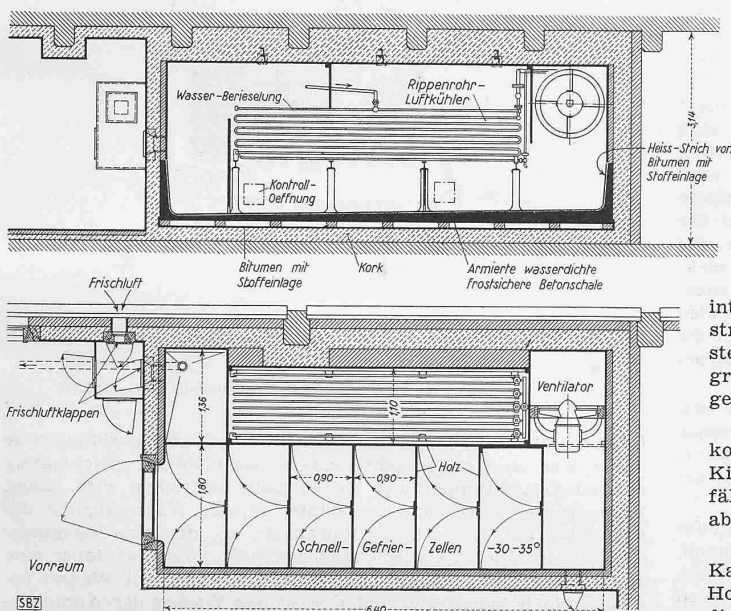 Wasser-Berieselung
Rippenrohr-
Luftkühler
3,14
Heiss-Strich von
Bitumen mit
Stoffeinlage
Kontroll-
Oeffnung
Bitumen mit
Stoffeinlage
Kork
Armierte wasserdichte
frostsichere Betonschale
Frischluft
Frischluftklappen
1,36
1,10
Ventilator
1,80
0,90
0,90
Holz
Schnell-
Gefrier-
Zellen
-30 -35°
Vorraum
SBZ
6,40
int
str
ste
gr
ge
ko
Ki
fäl
ab
Ka
Ho